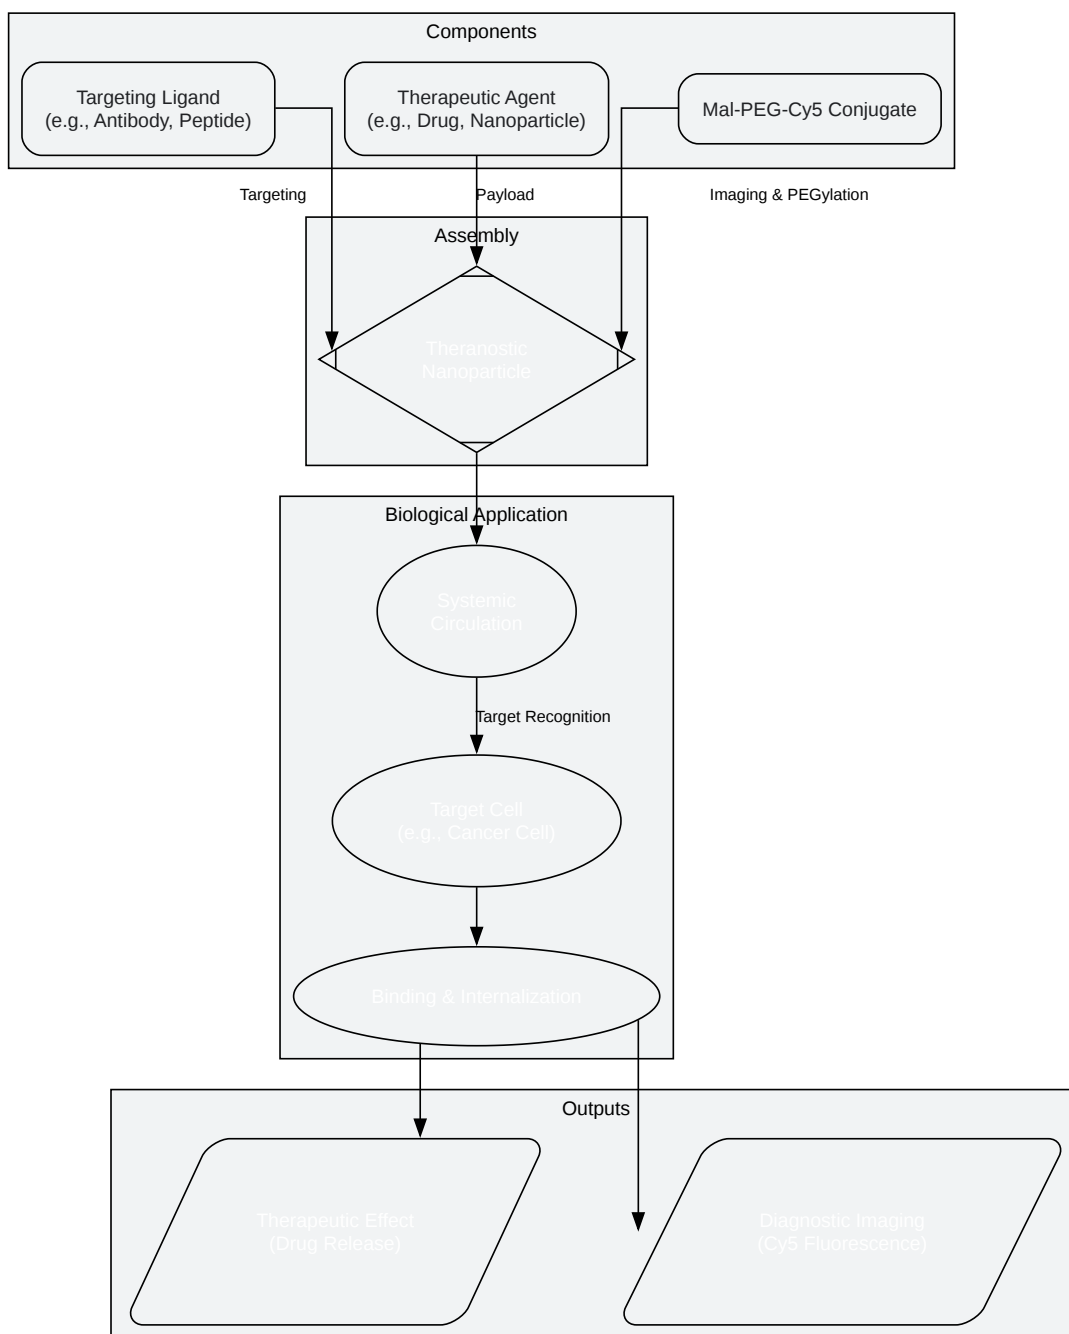 Components
Targeting Ligand
(e.g., Antibody, Peptide)
Therapeutic Agent
(e.g., Drug, Nanoparticle)
Mal-PEG-Cy5 Conjugate
Targeting
Payload
Imaging & PEGylation
Assembly
Theranostic
Nanoparticle
Biological Application
Systemic
Circulation
Target Recognition
Target Cell
(e.g., Cancer Cell)
Binding & Internalization
Outputs
Therapeutic Effect
(Drug Release)
Diagnostic Imaging
(Cy5 Fluorescence)